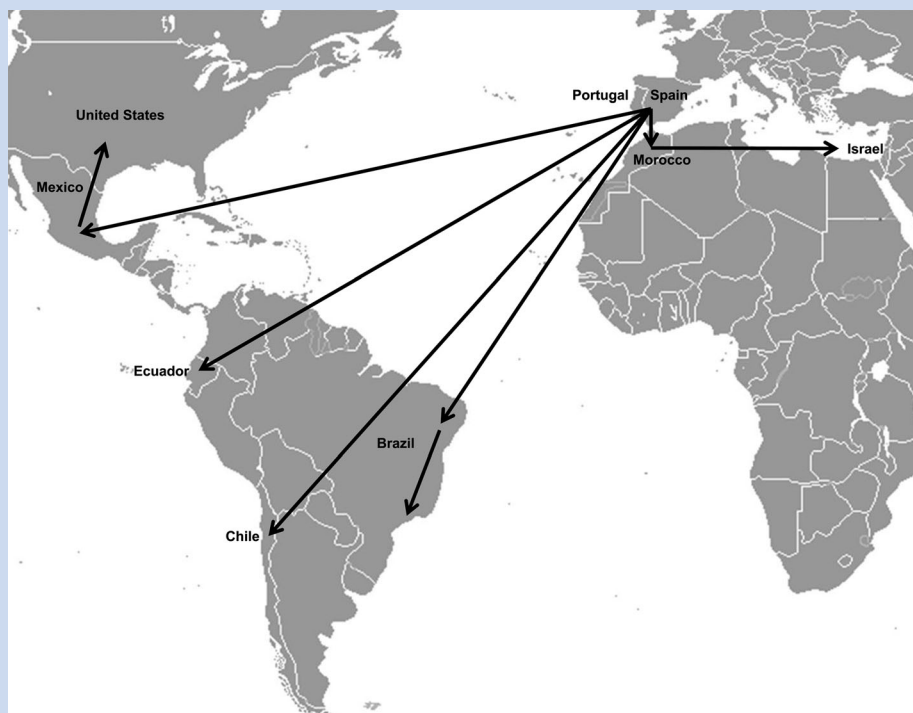 Portugal Spain
United States
Israel
Morocco
Mexico
Ecuador
Brazil
Chile